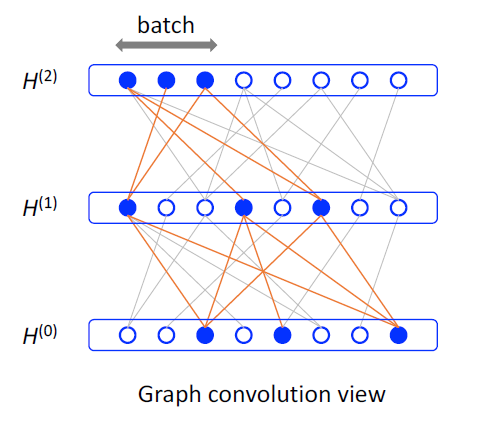 batch
H(2)
H(1)
H(0)
Graph convolution view